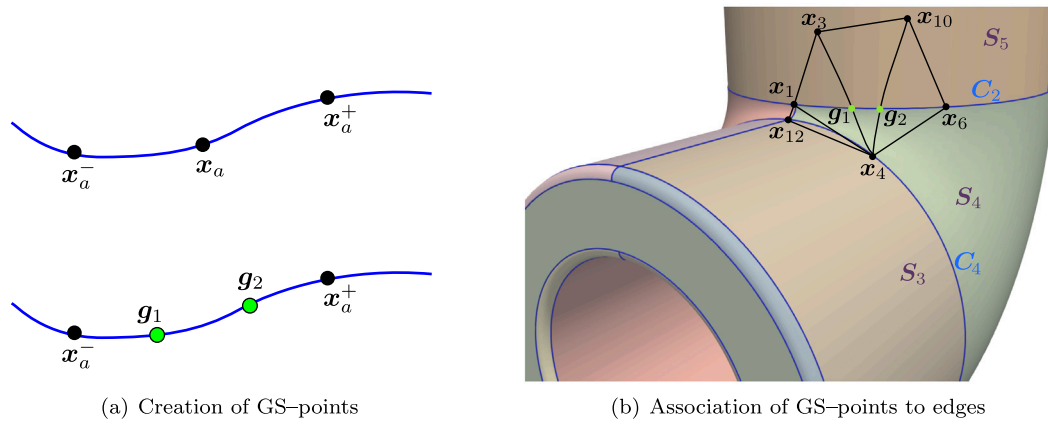 x_a^- x_a x_a^+
x_a^- g_1 g_2 x_a^+
x_3 x_10 S_5
x_1 g_1 g_2 x_6 C_2
x_12 x_4
S_4
S_3 C_4
(a) Creation of GS–points
(b) Association of GS–points to edges